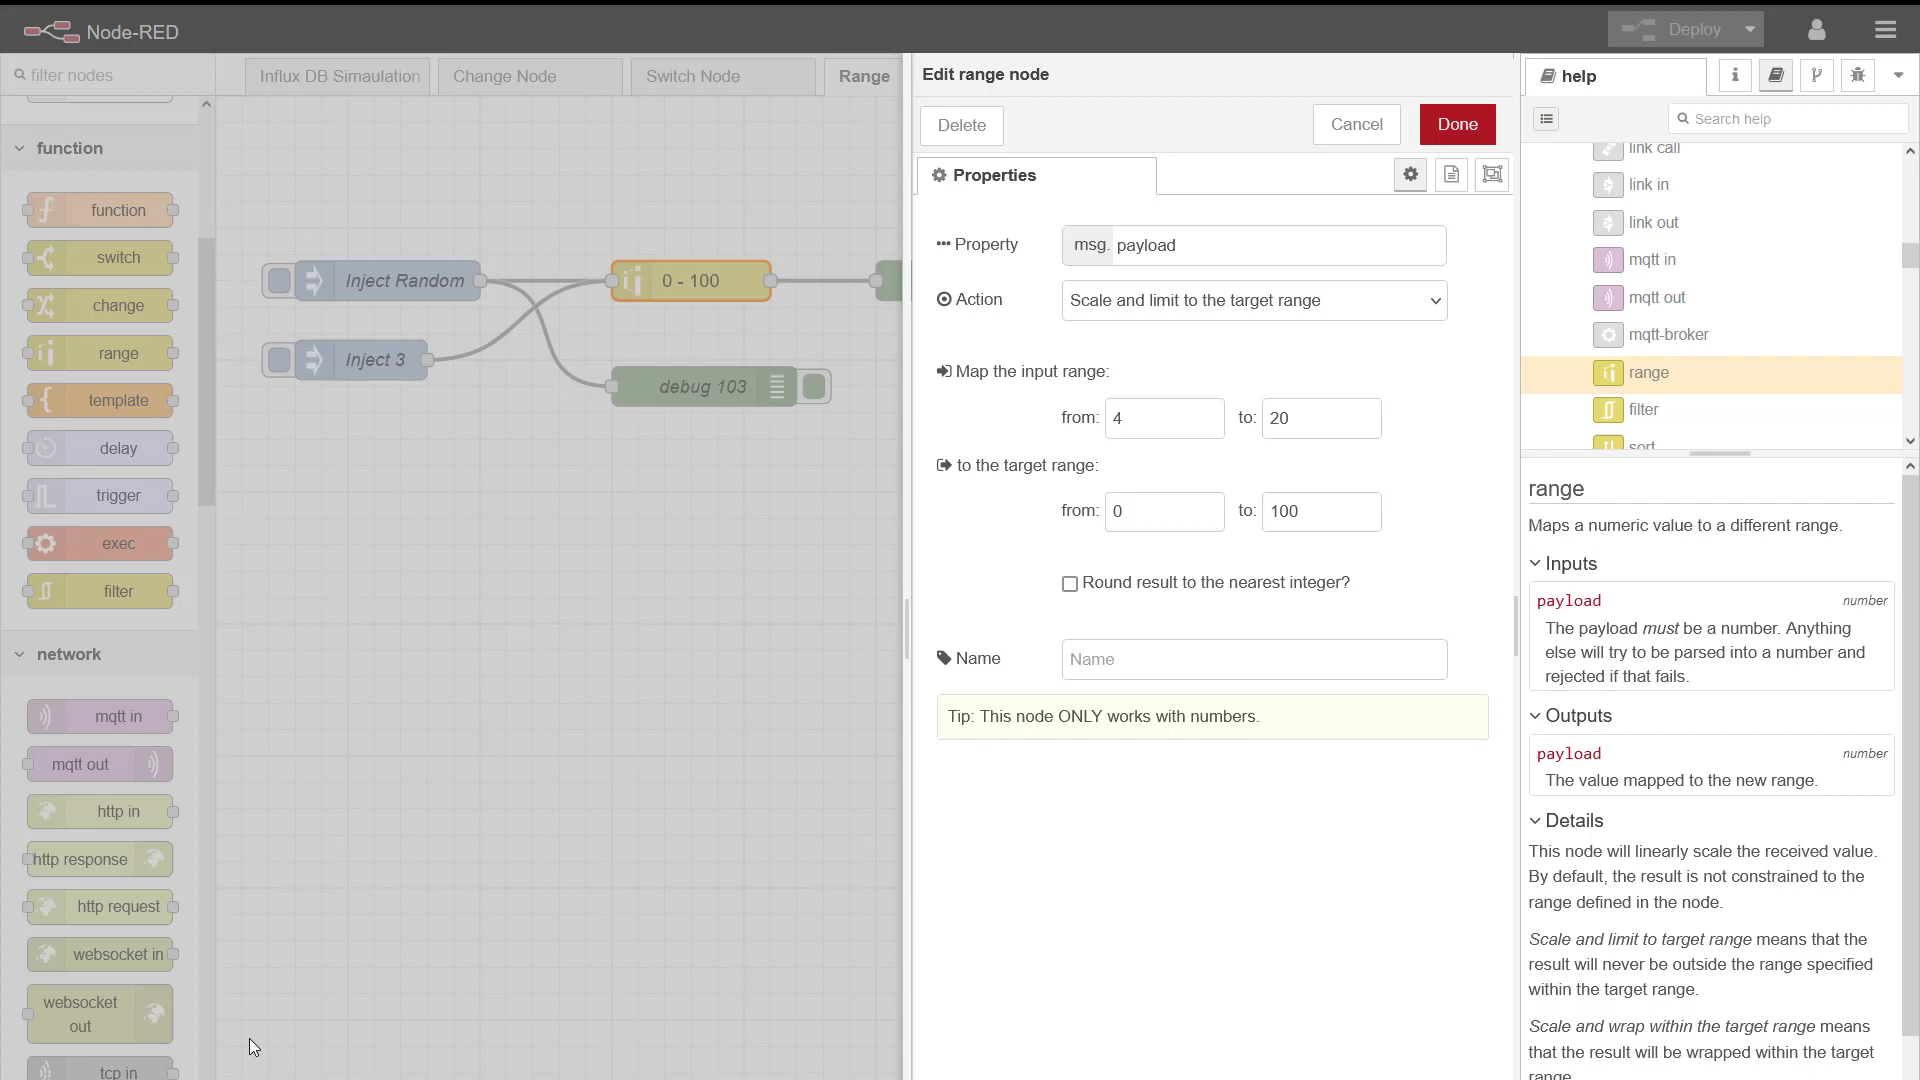 Node-RED
Deploy
filter nodes
function
function
switch
change
range
template
delay
trigger
exec
filter
network
mqtt in
mqtt out
http in
http response
http request
websocket in
websocket
out
tcp in
Influx DB Simaulation
Change Node
Switch Node
Range
Inject Random
0 - 100
Inject 3
debug 103
Edit range node
Delete
Cancel
Done
Properties
Property
msg. payload
Action
Scale and limit to the target range
Map the input range:
from: 4 to: 20
to the target range:
from: 0 to: 100
Round result to the nearest integer?
Name
Name
Tip: This node ONLY works with numbers.
help
Search help
link call
link in
link out
mqtt in
mqtt out
mqtt-broker
range
filter
sort
range
Maps a numeric value to a different range.
Inputs
payload number
The payload must be a number. Anything
else will try to be parsed into a number and
rejected if that fails.
Outputs
payload number
The value mapped to the new range.
Details
This node will linearly scale the received value.
By default, the result is not constrained to the
range defined in the node.
Scale and limit to target range means that the
result will never be outside the range specified
within the target range.
Scale and wrap within the target range means
that the result will be wrapped within the target
range.